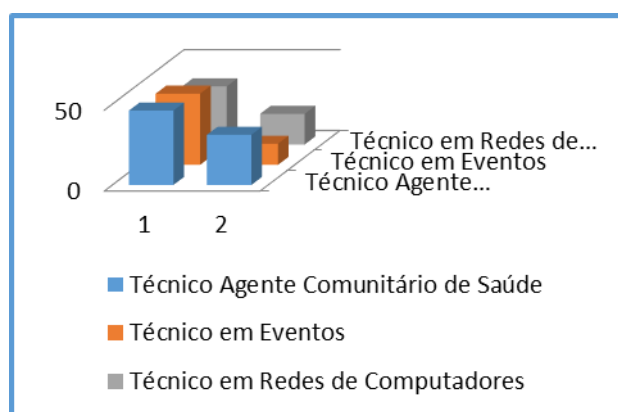 50
0
1
2
Técnico em Redes de...
Técnico em Eventos
Técnico Agente...
Técnico Agente Comunitário de Saúde
Técnico em Eventos
Técnico em Redes de Computadores